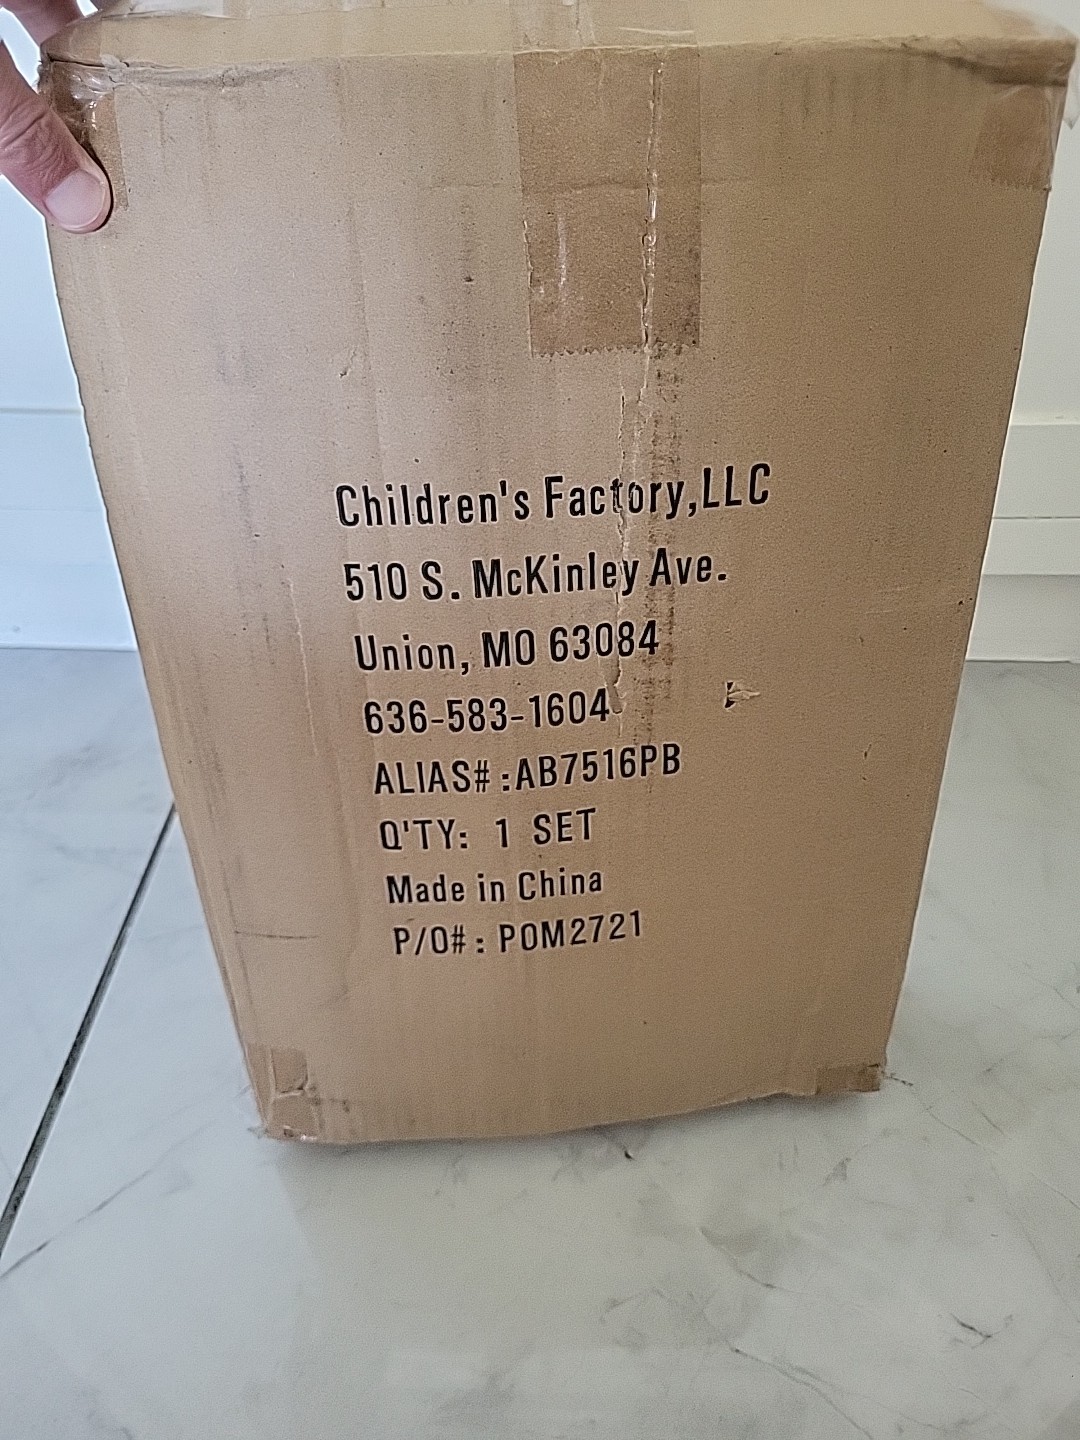 Children's Factory,LLC
510 S. McKinley Ave.
Union, MO 63084
636-583-1604
ALIAS# :AB7516PB
Q'TY: 1 SET
Made in China
P/O# : POM2721